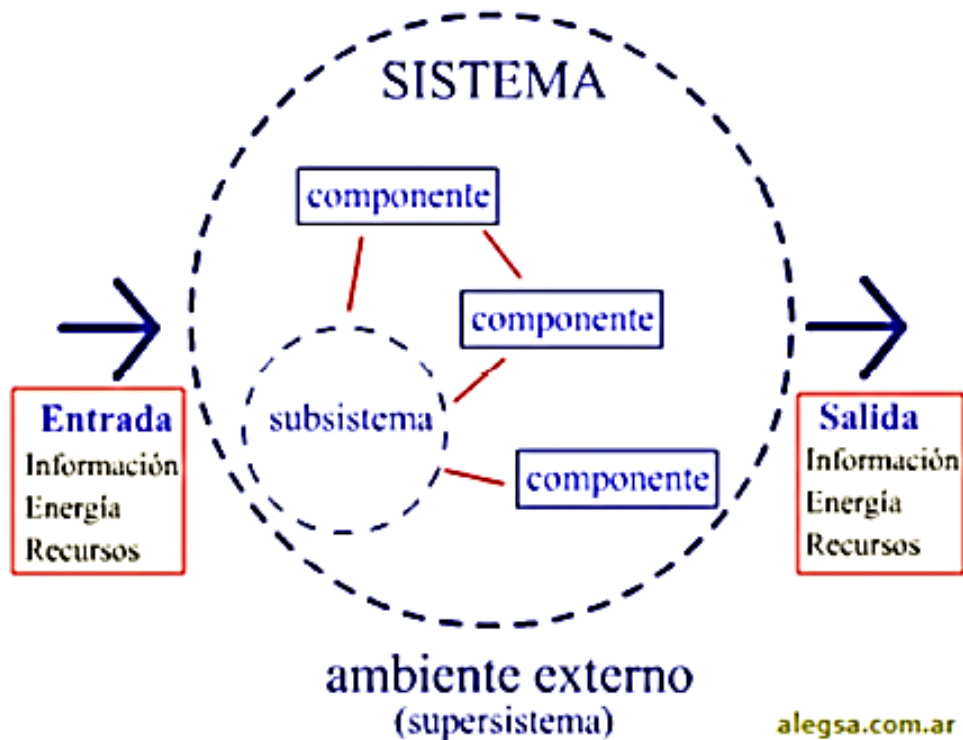 SISTEMA
componente
componente
subsistema
componente
Entrada
Información
Energía
Recursos
Salida
Información
Energía
Recursos
ambiente externo
(supersistema)
alegsa.com.ar